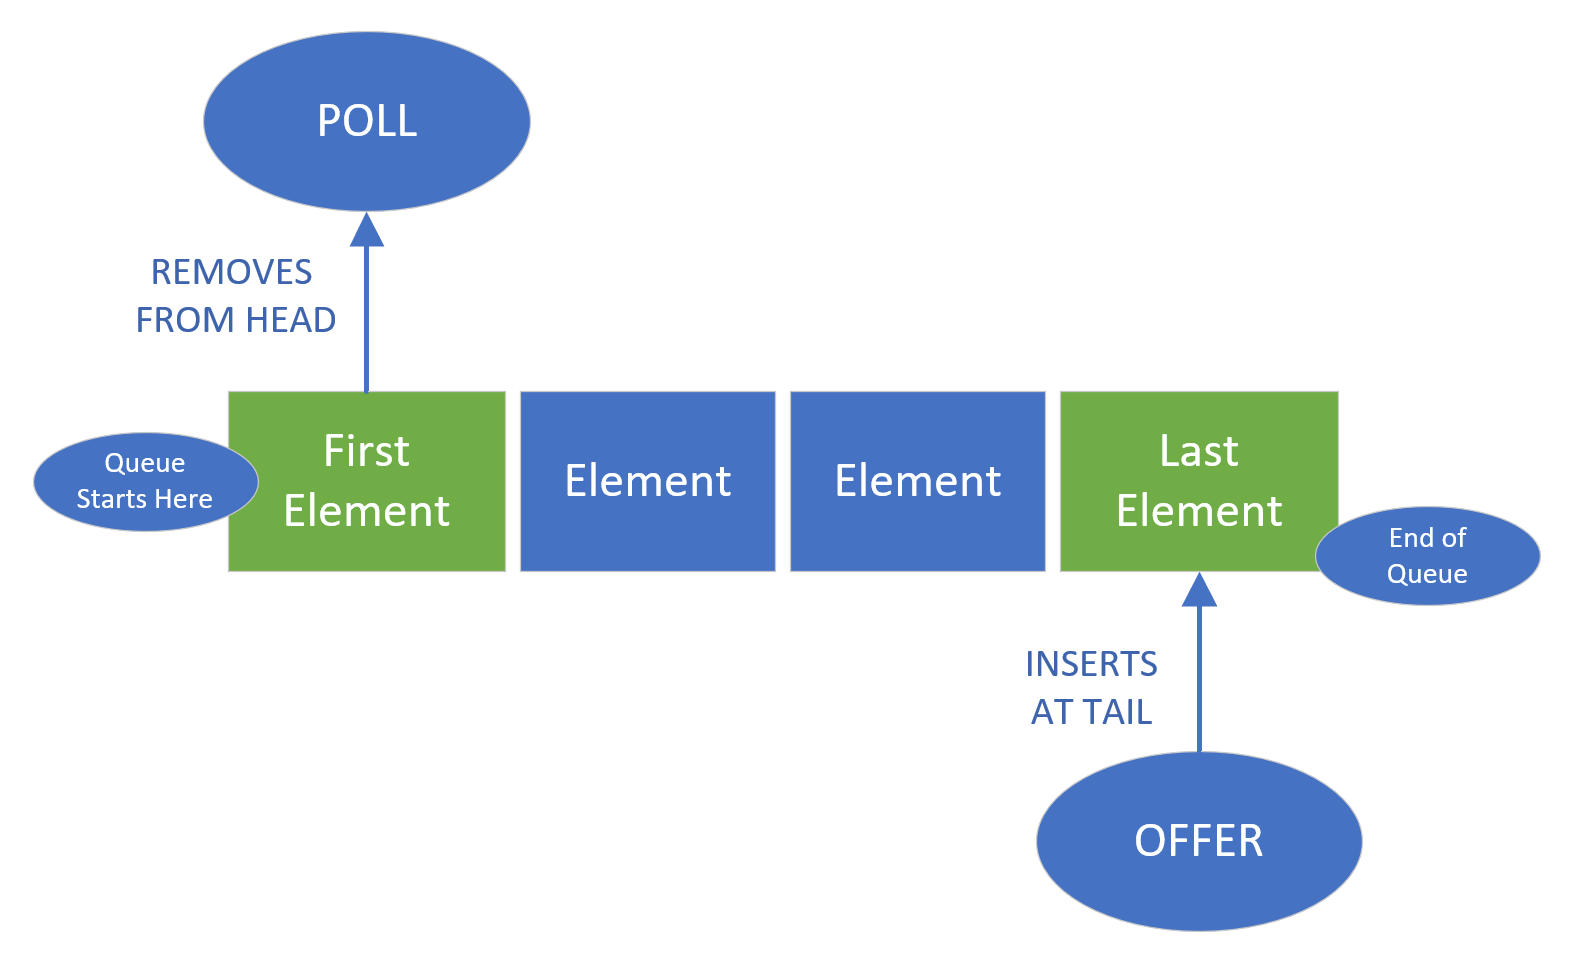 POLL
REMOVES
FROM HEAD
Queue
Starts Here
First
Element
Element
Element
Last
Element
End of
Queue
INSERTS
AT TAIL
OFFER